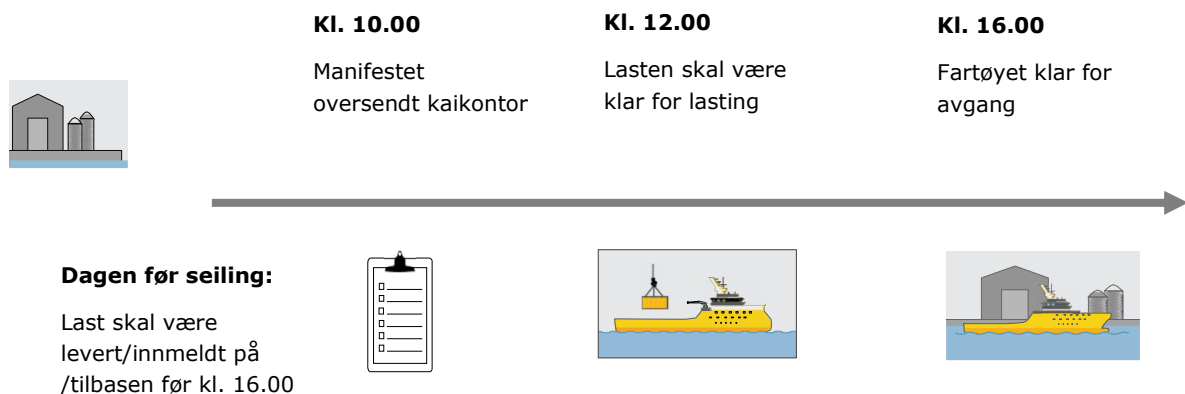 Kl. 10.00
Manifestet
oversendt kaikontor
Kl. 12.00
Lasten skal være
klar for lasting
Kl. 16.00
Fartøyet klar for
avgang
Dagen før seiling:
Last skal være
levert/innmeldt på
/tilbasen før kl. 16.00